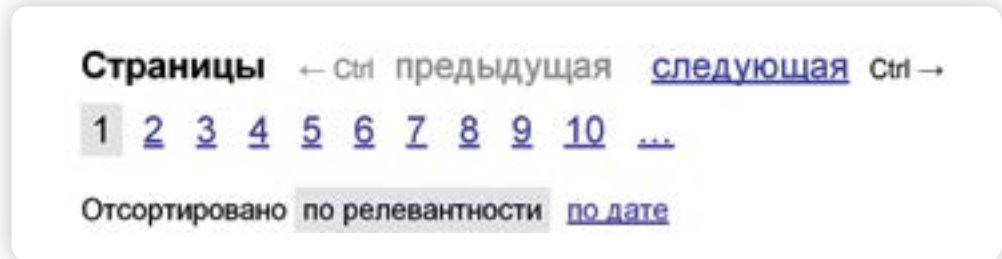 Страницы ← Ctrl предыдущая следующая Ctrl →
1 2 3 4 5 6 7 8 9 10 ...
Отсортировано по релевантности по дате